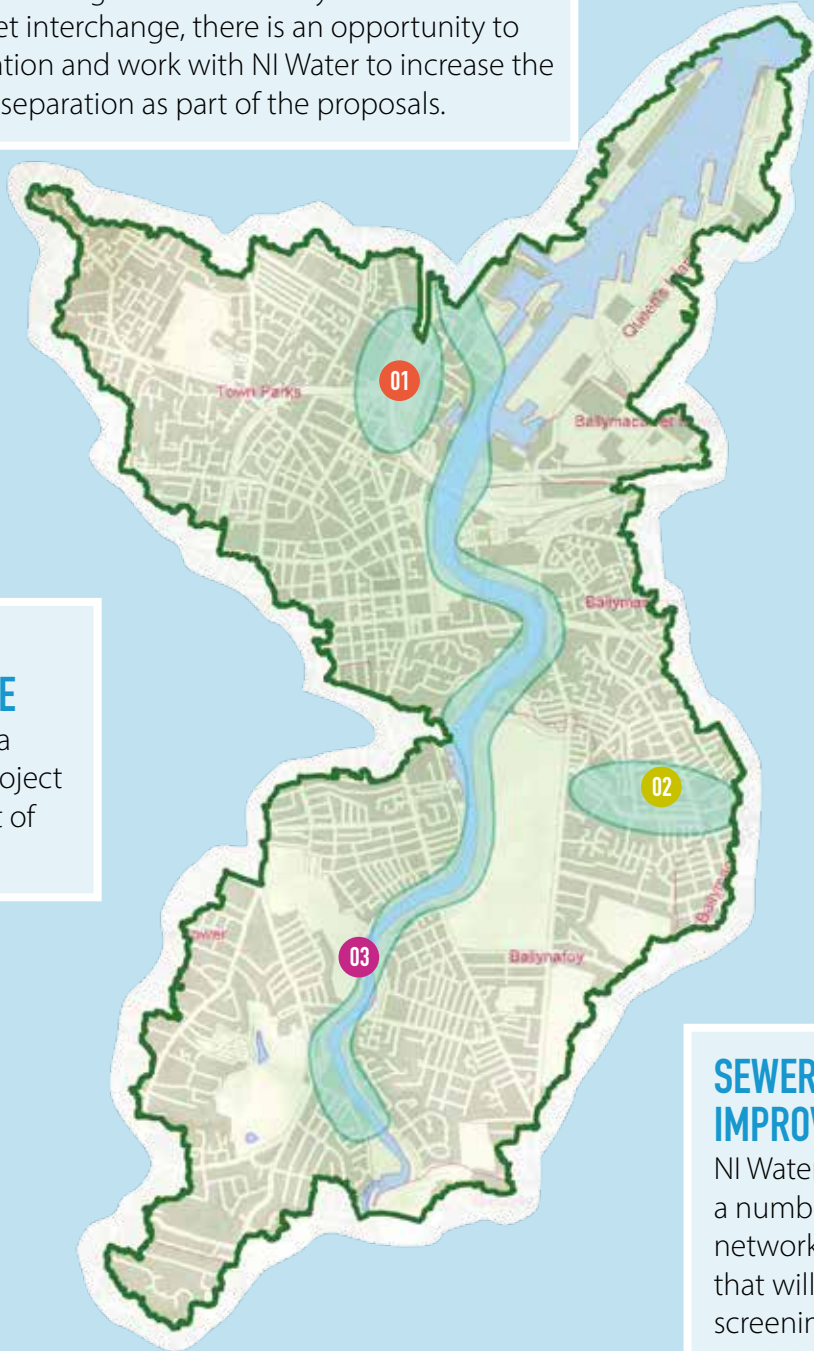 et interchange, there is an opportunity to
ation and work with NI Water to increase the
separation as part of the proposals.
01
Town Parks
Queen's
02
E
a
oject
t of
03
Ballynafoy
SEWER
IMPROV
NI Water
a numb
network
that will
screenin